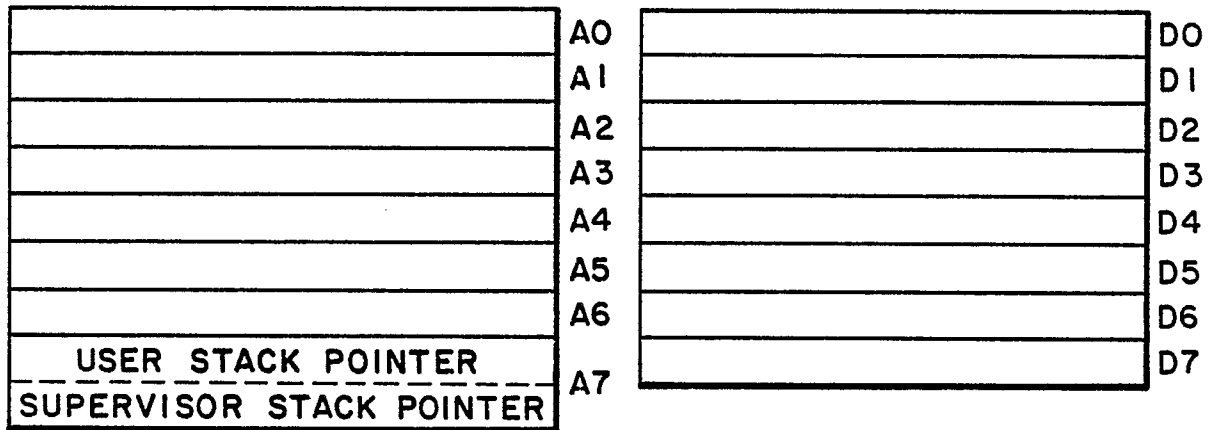 A0
A1
A2
A3
A4
A5
A6
USER STACK POINTER
A7
SUPERVISOR STACK POINTER
D0
D1
D2
D3
D4
D5
D6
D7